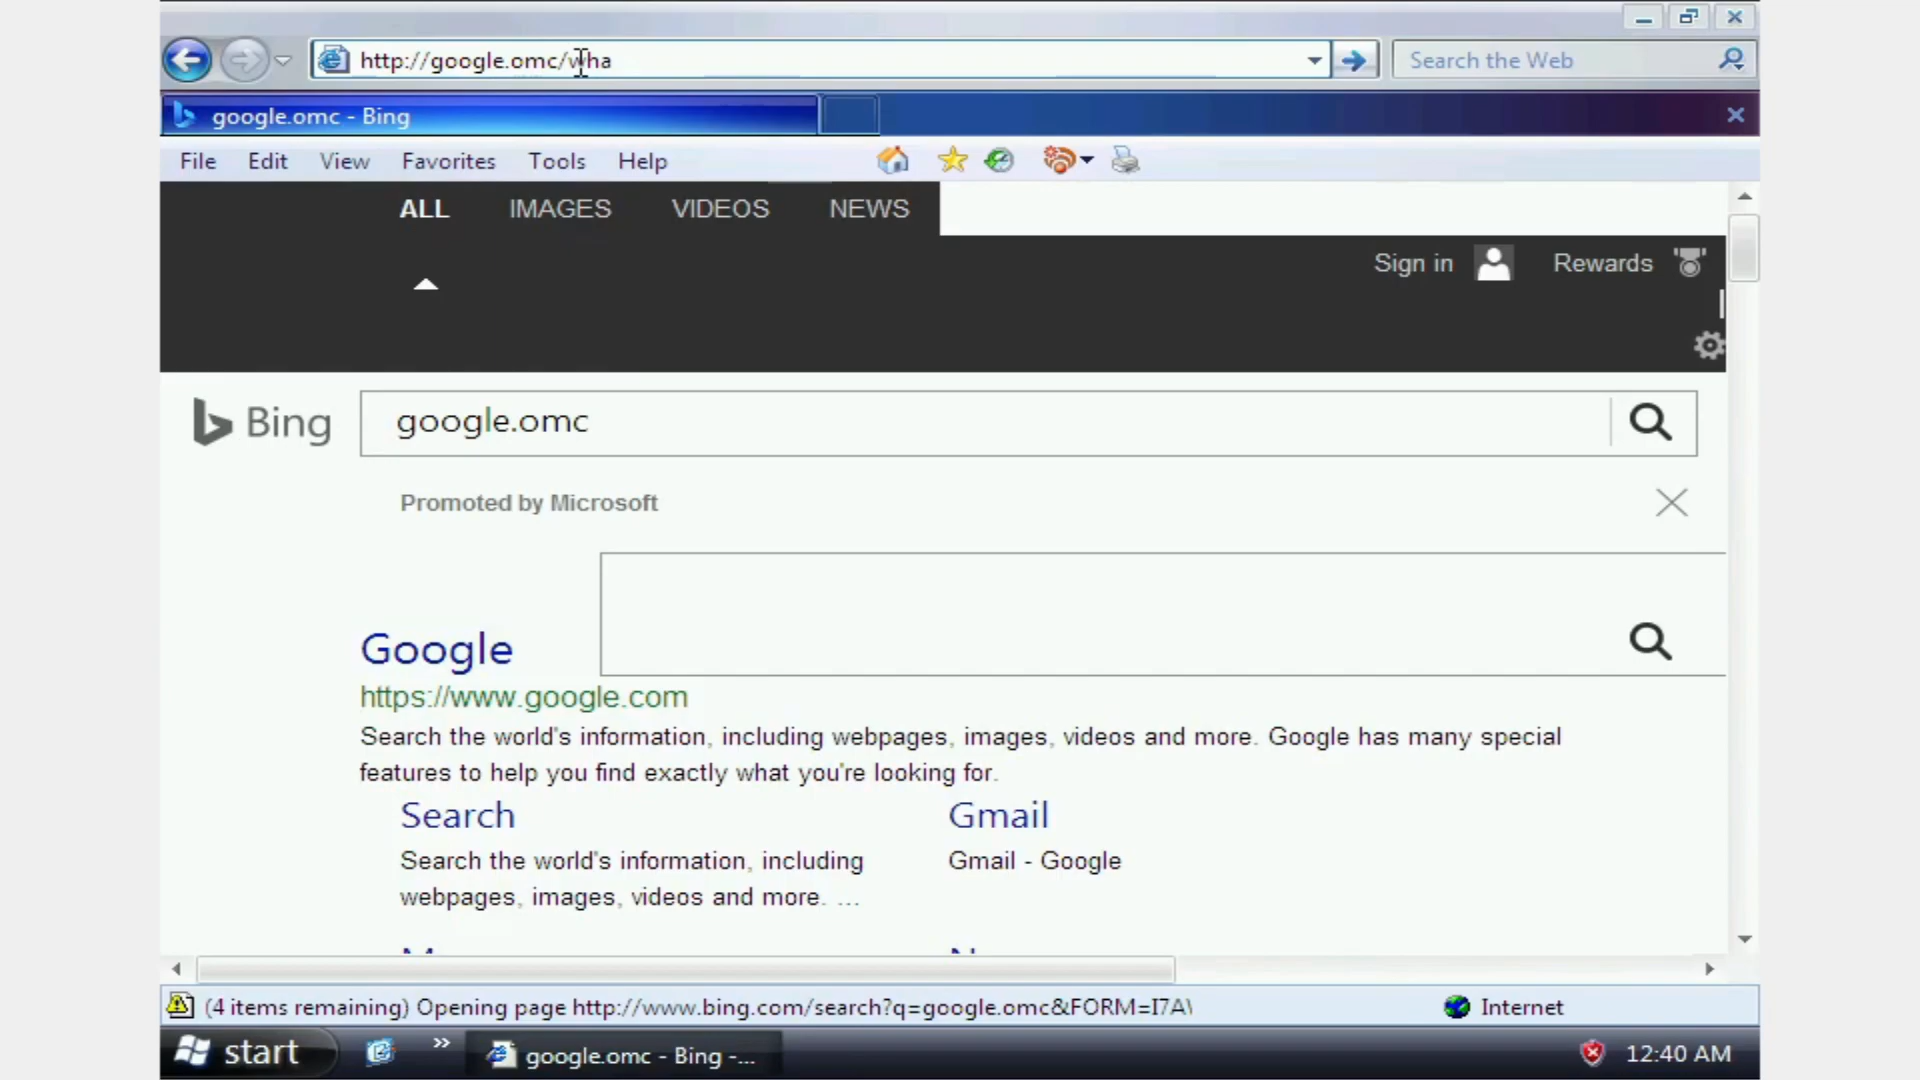 http://google.omc/wha
Search the Web
google.omc - Bing
File Edit View Favorites Tools Help
ALL IMAGES VIDEOS NEWS
Sign in Rewards
Bing google.omc
Promoted by Microsoft
Google
https://www.google.com
Search the world's information, including webpages, images, videos and more. Google has many special
features to help you find exactly what you're looking for.
Search
Search the world's information, including
webpages, images, videos and more. ...
Gmail
Gmail - Google
(4 items remaining) Opening page http://www.bing.com/search?q=google.omc&FORM=I7A\
Internet
start
google.omc - Bing -...
12:40 AM